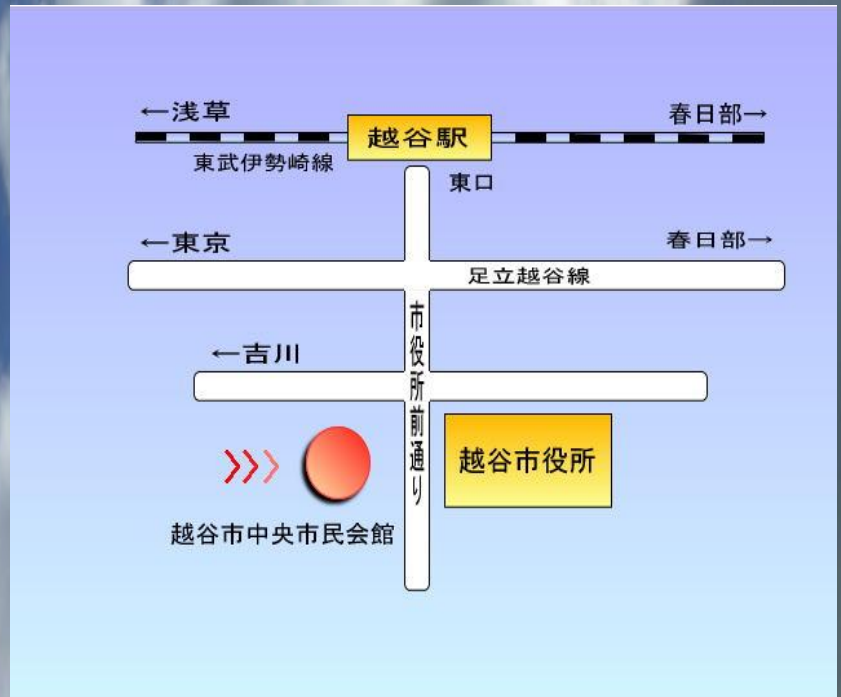 ←浅草
春日部→
越谷駅
東武伊勢崎線
東口
←東京
春日部→
足立越谷線
市役所前通り
←吉川
越谷市役所
越谷市中央市民会館